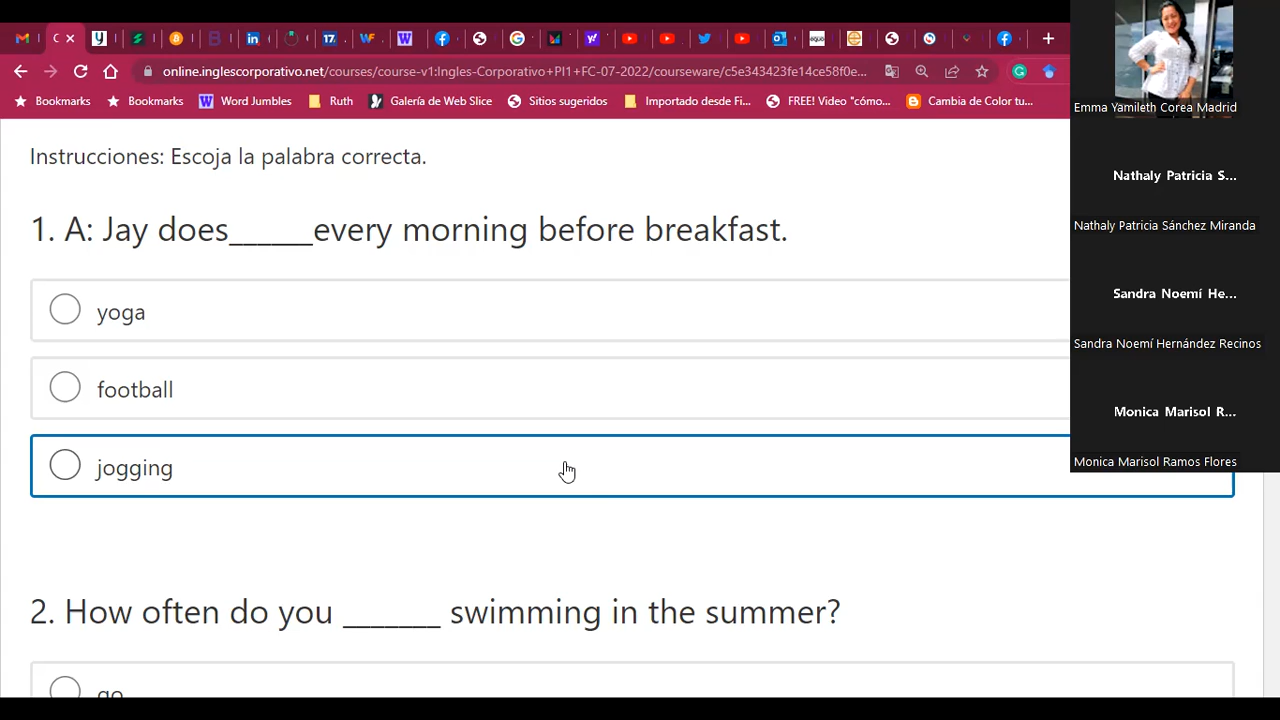 17.
online.inglescorporativo.net/courses/course-v1:Ingles-Corporativo+PI1+FC-07-2022/courseware/c5e343423fe14ce58f0e...
Bookmarks
Bookmarks
Word Jumbles
Ruth
Galería de Web Slice
Sitios sugeridos
Importado desde Fi...
FREE! Video "cómo...
Cambia de Color tu...
Instrucciones: Escoja la palabra correcta.
1. A: Jay does______every morning before breakfast.
yoga
football
jogging
2. How often do you _______ swimming in the summer?
go
Emma Yamileth Corea Madrid
Nathaly Patricia S...
Nathaly Patricia Sánchez Miranda
Sandra Noemí He...
Sandra Noemí Hernández Recinos
Monica Marisol R...
Monica Marisol Ramos Flores